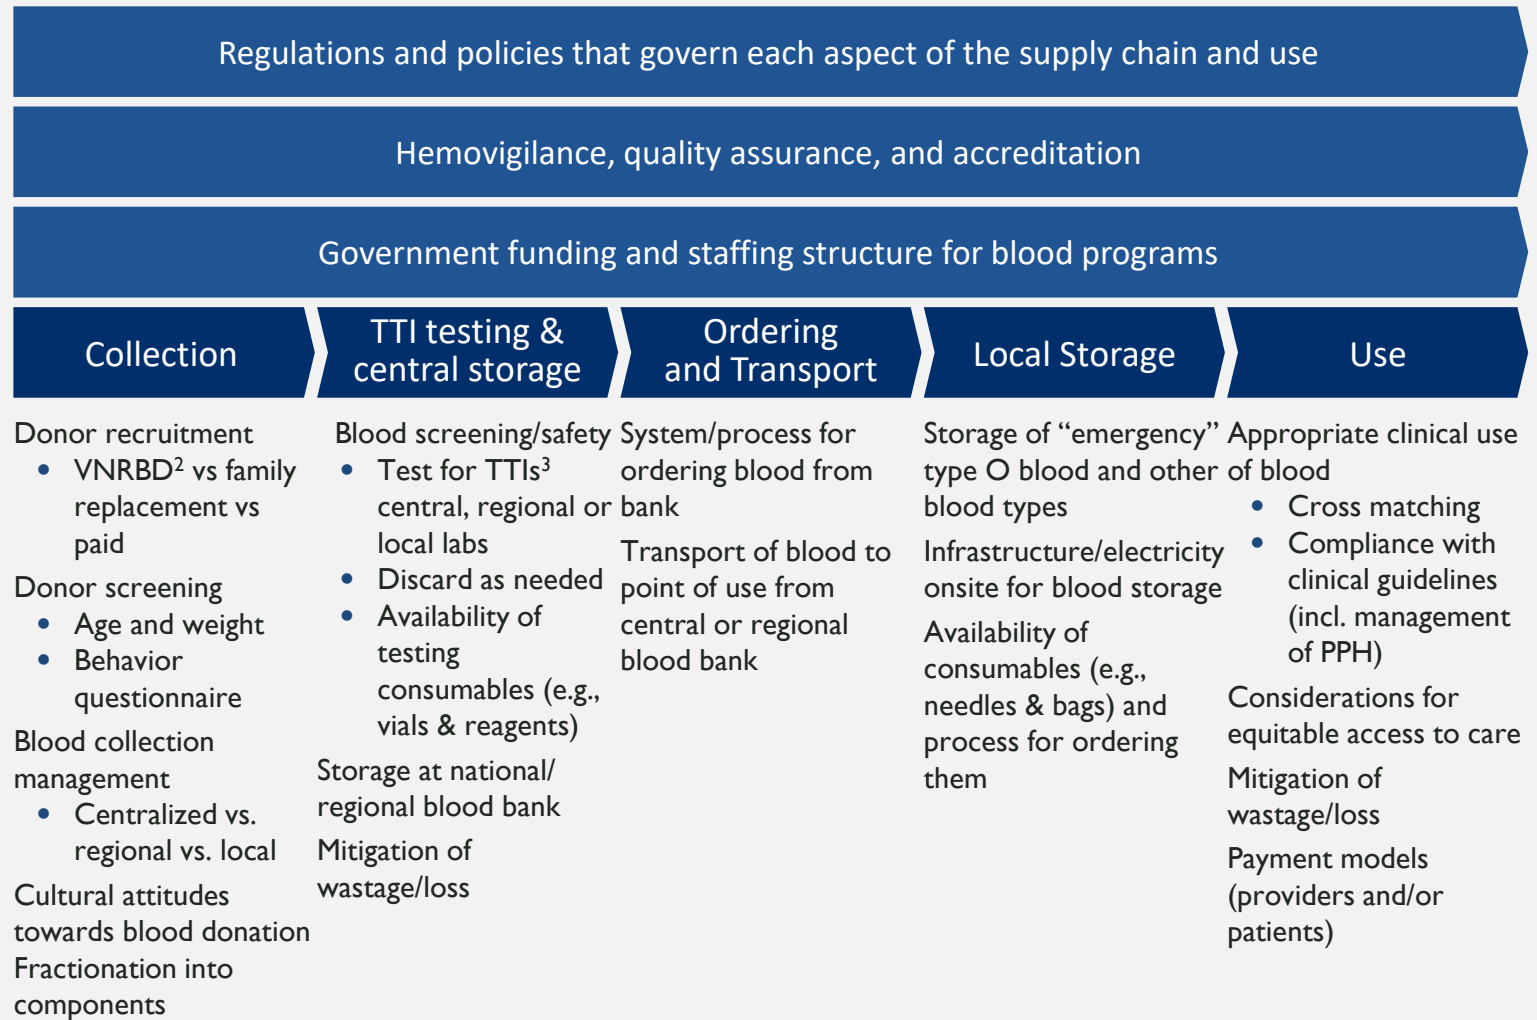 Regulations and policies that govern each aspect of the supply chain and use
Hemovigilance, quality assurance, and accreditation
Government funding and staffing structure for blood programs
Collection
TTI testing &
central storage
Ordering
and Transport
Local Storage
Use
Donor recruitment
• VNRBD² vs family
replacement vs
paid
Donor screening
• Age and weight
• Behavior
questionnaire
Blood collection
management
• Centralized vs.
regional vs. local
Cultural attitudes
towards blood donation
Fractionation into
components
Blood screening/safety
• Test for TTIs³
central, regional or
local labs
• Discard as needed
• Availability of
testing
consumables (e.g.,
vials & reagents)
Storage at national/
regional blood bank
Mitigation of
wastage/loss
System/process for
ordering blood from
bank
Transport of blood to
point of use from
central or regional
blood bank
Storage of “emergency”
type O blood and other
blood types
Infrastructure/electricity
onsite for blood storage
Availability of
consumables (e.g.,
needles & bags) and
process for ordering
them
Appropriate clinical use
of blood
• Cross matching
• Compliance with
clinical guidelines
(incl. management
of PPH)
Considerations for
equitable access to care
Mitigation of
wastage/loss
Payment models
(providers and/or
patients)